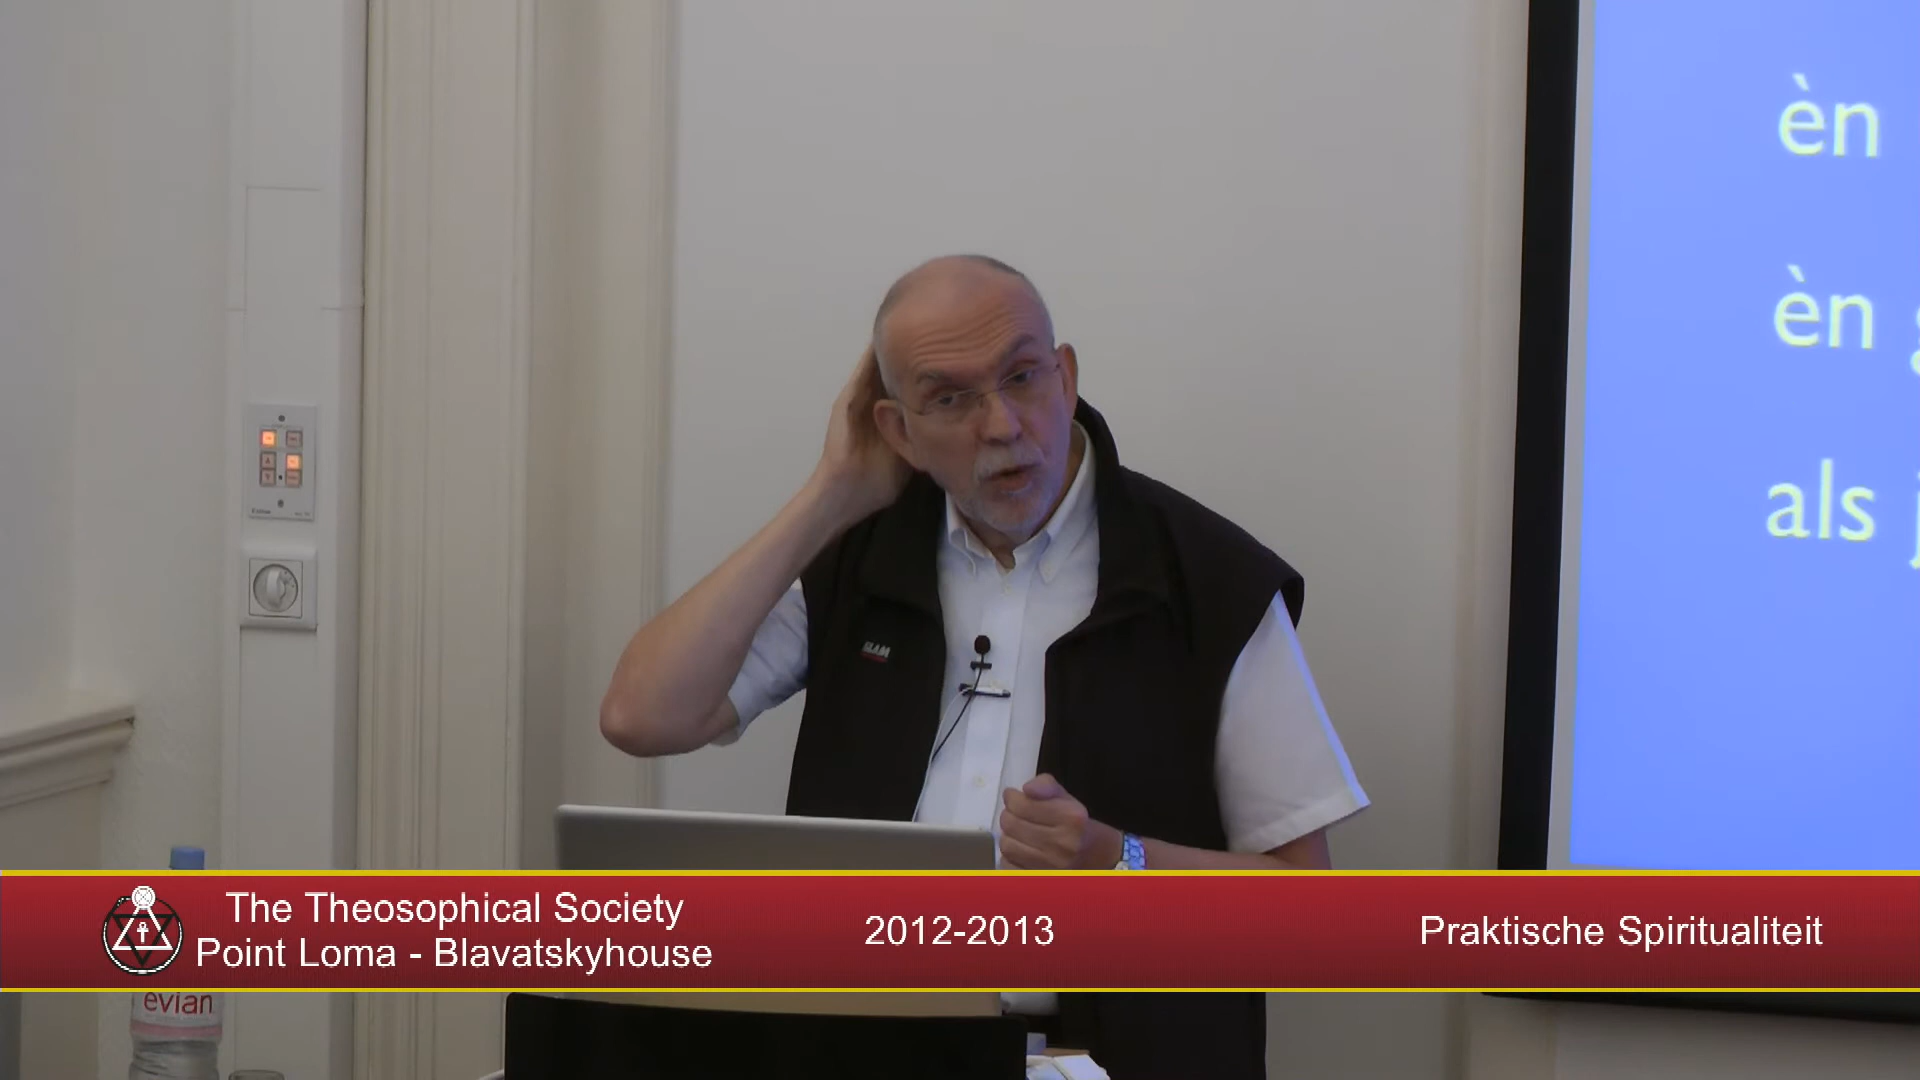 èn
èn
als
The Theosophical Society
Point Loma - Blavatskyhouse
2012-2013
Praktische Spiritualiteit
evian